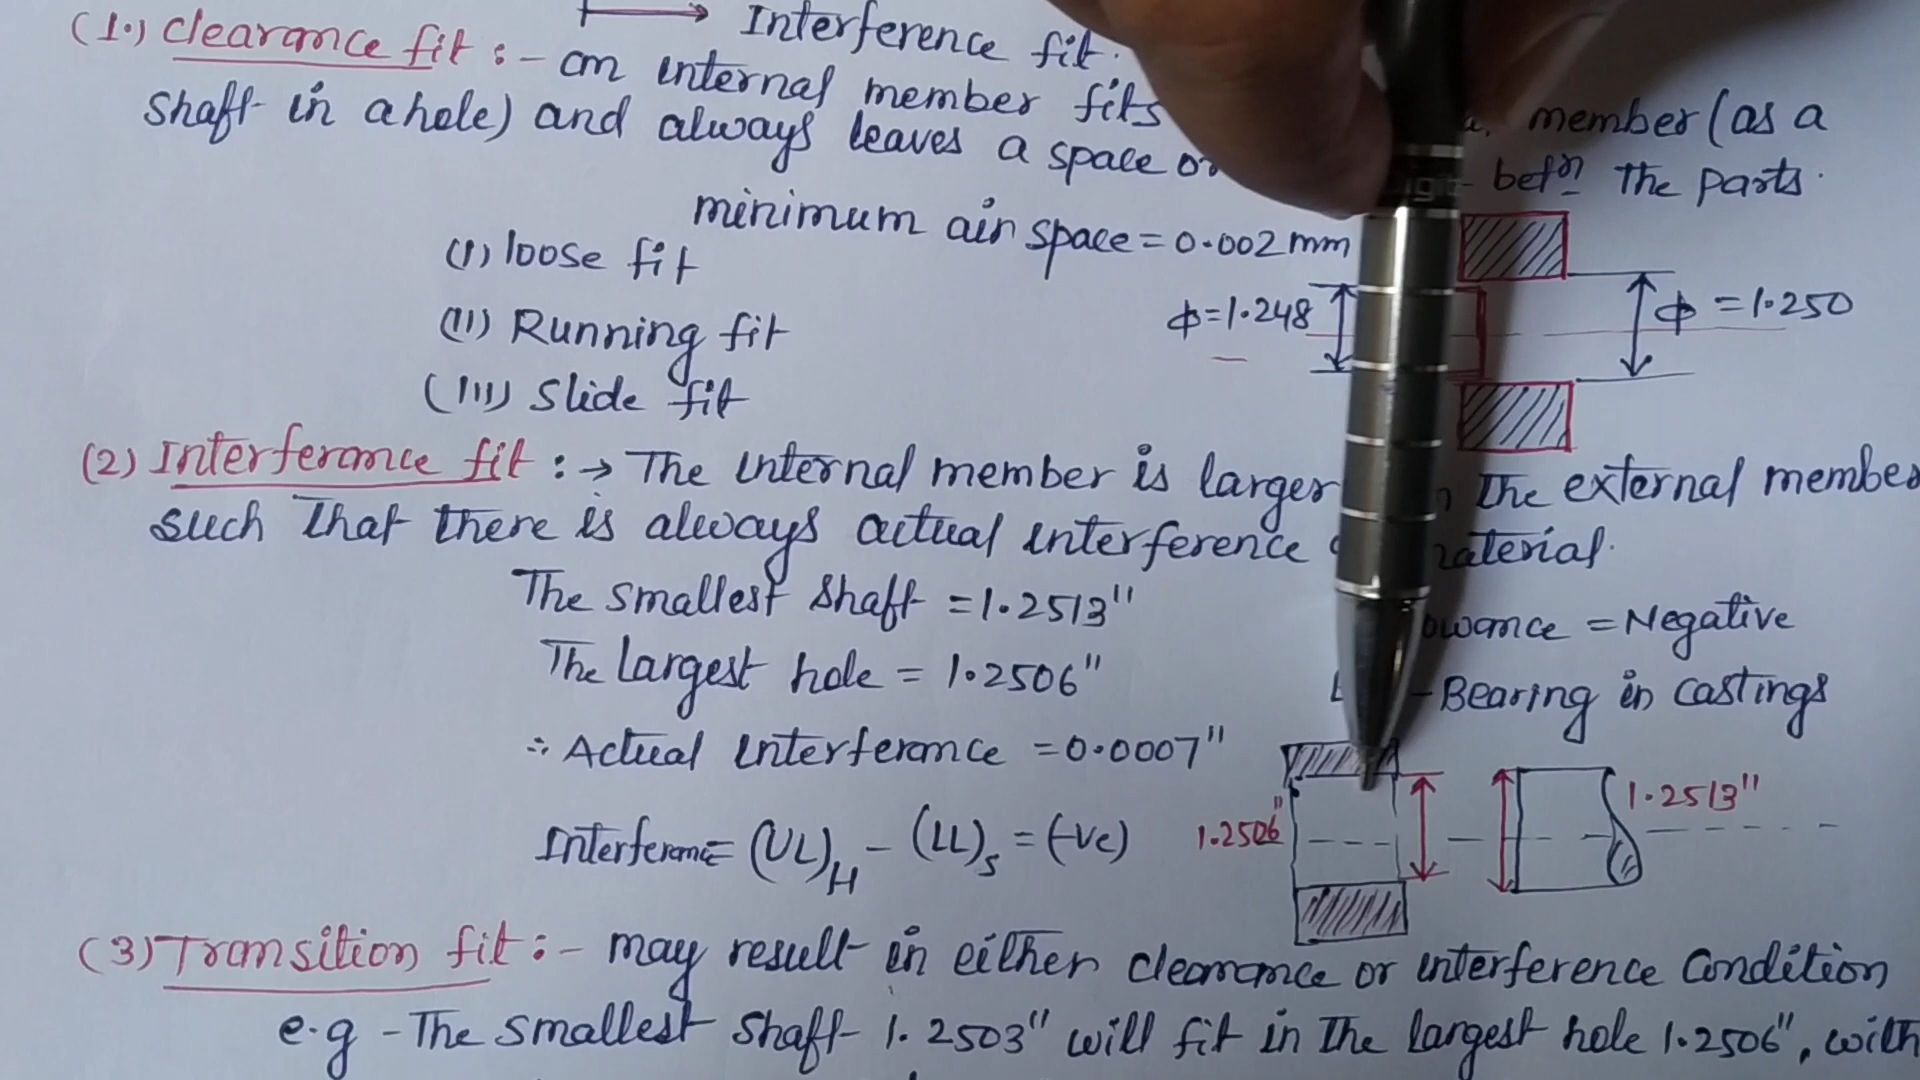 Interference fit.
(1.) Clearance fit :- an internal member fits member (as a
shaft in a hole) and always leaves a space or betn the parts.
minimum air space = 0.002 mm
(I) loose fit
(II) Running fit
(III) Slide fit
ϕ=1.248
ϕ = 1.250
(2) Interference fit :→ The internal member is larger the external member
such that there is always actual interference material.
The smallest shaft = 1.2513"
= Negative
The largest hole = 1.2506"
-Bearing in castings
∴ Actual interference = 0.0007"
1.2506"
1.2513"
Interference = (UL)H - (LL)S = (-ve)
(3) Transition fit :- may result in either clearance or interference condition
e.g - The smallest shaft 1.2503" will fit in the largest hole 1.2506", with